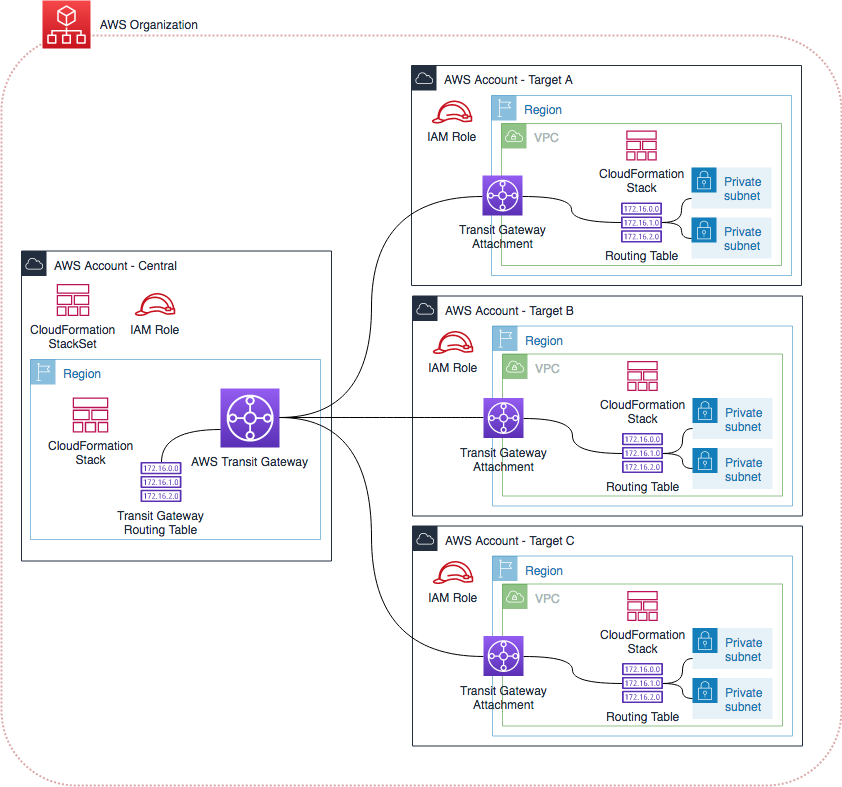 AWS Organization
AWS Account - Central
CloudFormation
StackSet
IAM Role
Region
CloudFormation
Stack
AWS Transit Gateway
172.16.0.0
172.16.1.0
172.16.2.0
Transit Gateway
Routing Table
AWS Account - Target A
IAM Role
Region
VPC
CloudFormation
Stack
Transit Gateway
Attachment
172.16.0.0
172.16.1.0
172.16.2.0
Routing Table
Private
subnet
Private
subnet
AWS Account - Target B
IAM Role
Region
VPC
CloudFormation
Stack
Transit Gateway
Attachment
172.16.0.0
172.16.1.0
172.16.2.0
Routing Table
Private
subnet
Private
subnet
AWS Account - Target C
IAM Role
Region
VPC
CloudFormation
Stack
Transit Gateway
Attachment
172.16.0.0
172.16.1.0
172.16.2.0
Routing Table
Private
subnet
Private
subnet